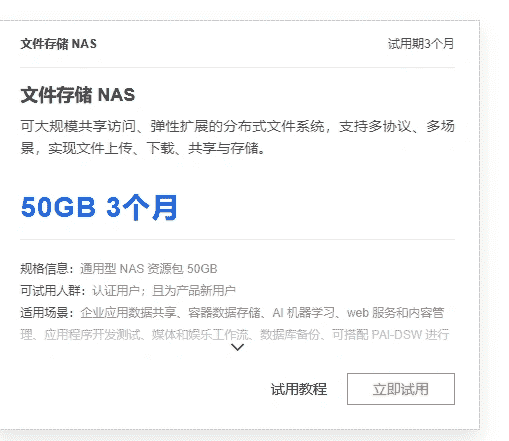 文件存储 NAS 试用期3个月
文件存储 NAS
可大规模共享访问、弹性扩展的分布式文件系统，支持多协议、多场
景，实现文件上传、下载、共享与存储。
50GB 3个月
规格信息：通用型 NAS 资源包 50GB
可试用人群：认证用户；且为产品新用户
适用场景：企业应用数据共享、容器数据存储、AI 机器学习、web 服务和内容管
理、应用程序开发测试、媒体和娱乐工作流、数据库备份、可搭配 PAI-DSW 进行
试用教程 立即试用